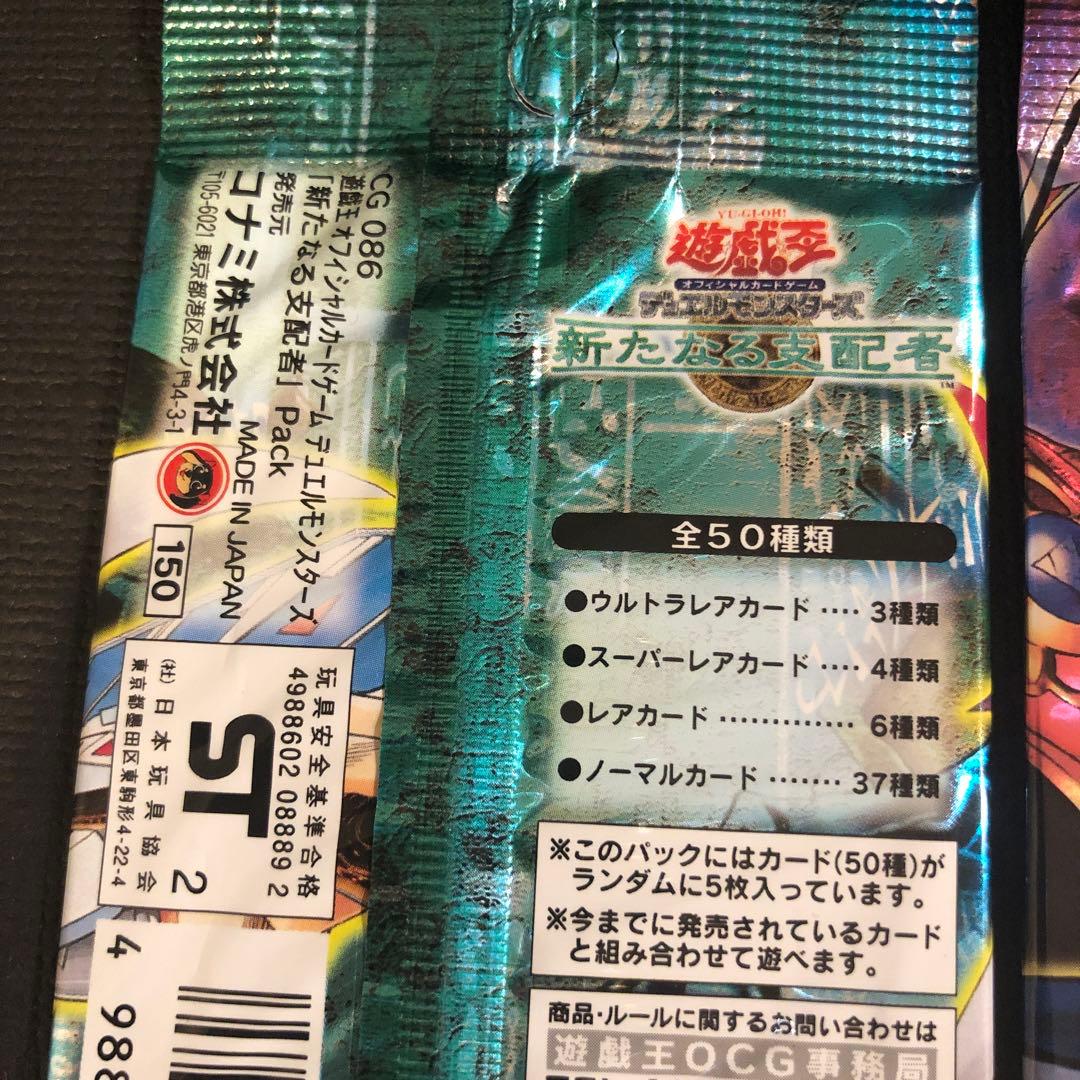 YU-GI-OH!
遊戯王
オフィシャルカードゲーム
デュエルモンスターズ
新たなる支配者
TM
全50種類
●ウルトラレアカード ‥‥ 3種類
●スーパーレアカード ‥‥ 4種類
●レアカード ‥‥‥‥‥‥ 6種類
●ノーマルカード ‥‥‥ 37種類
※このパックにはカード(50種)が
ランダムに5枚入っています。
※今までに発売されているカード
と組み合わせて遊べます。
商品・ルールに関するお問い合わせは
遊戯王OCG事務局
CG 086
遊戯王 オフィシャルカードゲーム デュエルモンスターズ
「新たなる支配者」Pack
発売元
コナミ株式会社
〒105-6021 東京都港区虎ノ門4-3-1
MADE IN JAPAN
150
玩具安全基準合格
4988602 08889 2
ST 2
(社)日本玩具協会
東京都墨田区東駒形4-22-4
4 988